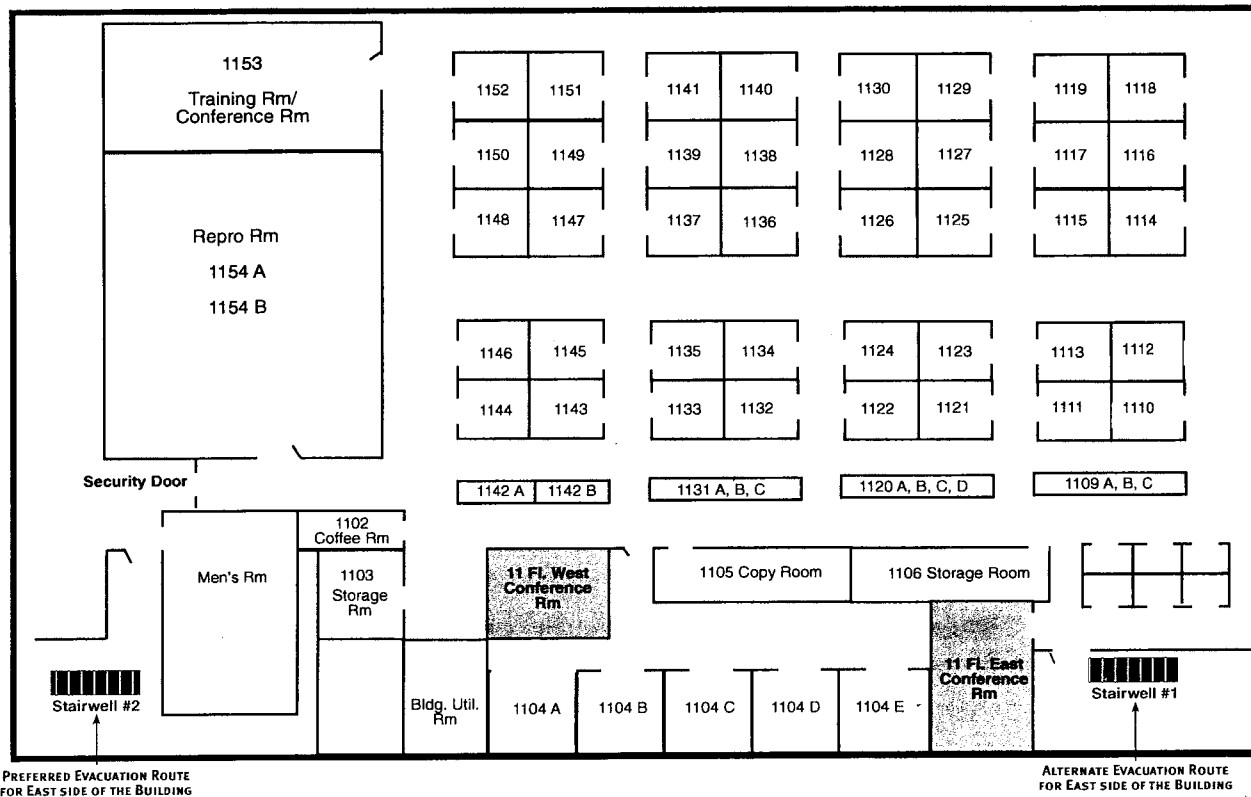 1153
Training Rm/
Conference Rm
Repro Rm
1154 A
1154 B
1152 1151
1150 1149
1148 1147
1141 1140
1139 1138
1137 1136
1130 1129
1128 1127
1126 1125
1119 1118
1117 1116
1115 1114
1146 1145
1144 1143
1135 1134
1133 1132
1124 1123
1122 1121
1113 1112
1111 1110
Security Door
1142 A 1142 B
1131 A, B, C
1120 A, B, C, D
1109 A, B, C
Men's Rm
1102
Coffee Rm
1103
Storage
Rm
11 Fl. West
Conference
Rm
1105 Copy Room
1106 Storage Room
11 Fl. East
Conference
Rm
Bldg. Util.
Rm
1104 A
1104 B
1104 C
1104 D
1104 E
Stairwell #2
Stairwell #1
PREFERRED EVACUATION ROUTE
FOR EAST SIDE OF THE BUILDING
ALTERNATE EVACUATION ROUTE
FOR EAST SIDE OF THE BUILDING